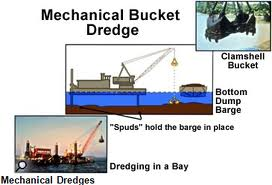 Mechanical Bucket
Dredge
Clamshell
Bucket
Bottom
Dump
Barge
"Spuds" hold the barge in place
Dredging in a Bay
Mechanical Dredges